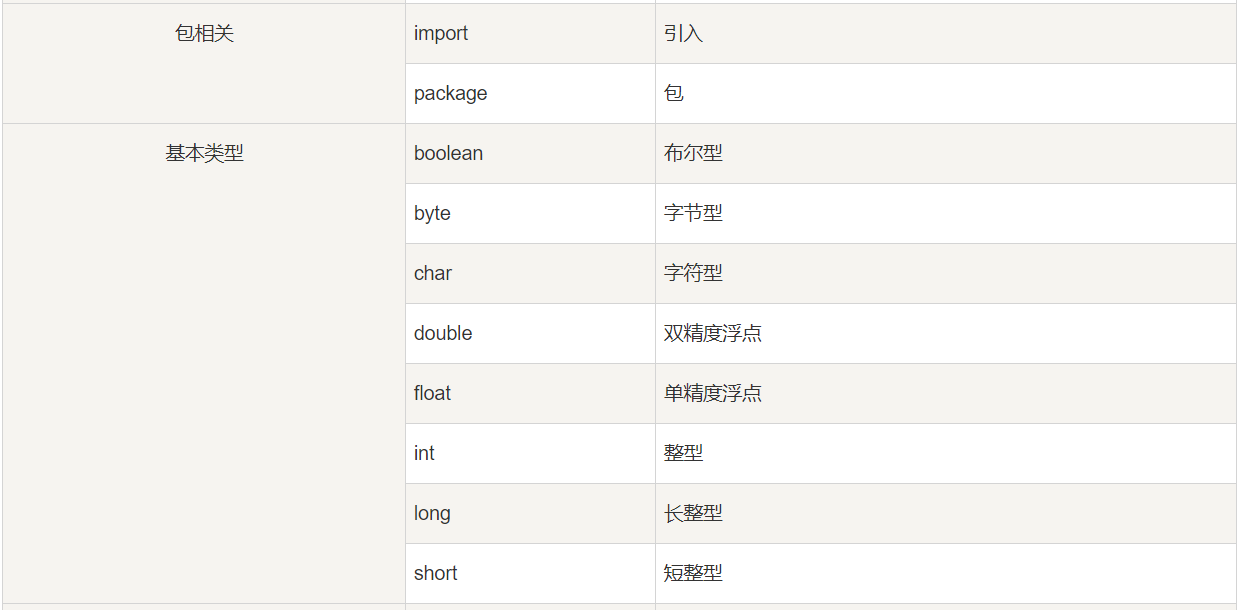 包相关 import 引入
package 包
基本类型 boolean 布尔型
byte 字节型
char 字符型
double 双精度浮点
float 单精度浮点
int 整型
long 长整型
short 短整型